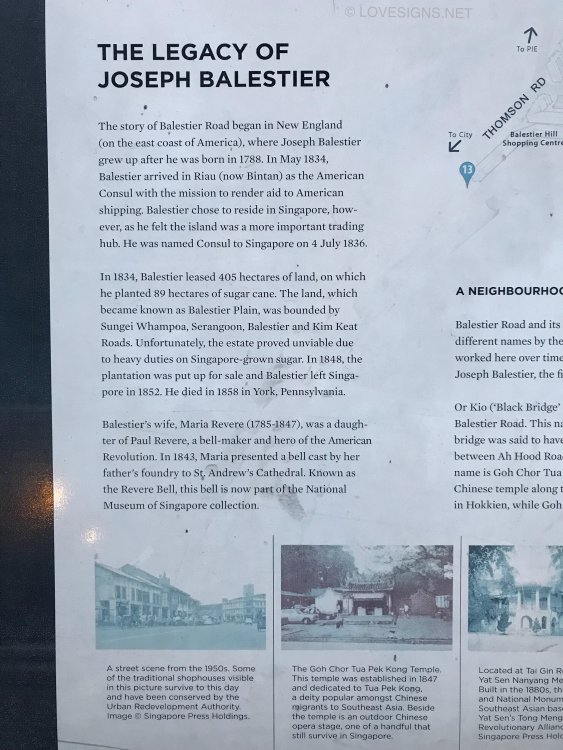 © LOVESIGNS.NET
THE LEGACY OF
JOSEPH BALESTIER
The story of Balestier Road began in New England
(on the east coast of America), where Joseph Balestier
grew up after he was born in 1788. In May 1834,
Balestier arrived in Riau (now Bintan) as the American
Consul with the mission to render aid to American
shipping. Balestier chose to reside in Singapore, how-
ever, as he felt the island was a more important trading
hub. He was named Consul to Singapore on 4 July 1836.
In 1834, Balestier leased 405 hectares of land, on which
he planted 89 hectares of sugar cane. The land, which
became known as Balestier Plain, was bounded by
Sungei Whampoa, Serangoon, Balestier and Kim Keat
Roads. Unfortunately, the estate proved unviable due
to heavy duties on Singapore-grown sugar. In 1848, the
plantation was put up for sale and Balestier left Singa-
pore in 1852. He died in 1858 in York, Pennsylvania.
Balestier's wife, Maria Revere (1785-1847), was a daugh-
ter of Paul Revere, a bell-maker and hero of the American
Revolution. In 1843, Maria presented a bell cast by her
father's foundry to St. Andrew's Cathedral. Known as
the Revere Bell, this bell is now part of the National
Museum of Singapore collection.
To PIE
THOMSON RD
To City
Balestier Hill
Shopping Centre
13
A NEIGHBOURHOO
Balestier Road and its
different names by the
worked here over time
Joseph Balestier, the fi
Or Kio ('Black Bridge'
Balestier Road. This na
bridge was said to have
between Ah Hood Roa
name is Goh Chor Tua
Chinese temple along t
in Hokkien, while Goh
A street scene from the 1950s. Some
of the traditional shophouses visible
in this picture survive to this day
and have been conserved by the
Urban Redevelopment Authority.
Image © Singapore Press Holdings.
The Goh Chor Tua Pek Kong Temple.
This temple was established in 1847
and dedicated to Tua Pek Kong,
a deity popular amongst Chinese
migrants to Southeast Asia. Beside
the temple is an outdoor Chinese
opera stage, one of a handful that
still survive in Singapore.
Located at Tai Gin R
Yat Sen Nanyang Me
Built in the 1880s, th
and National Monum
Southeast Asian bas
Yat Sen's Tong Meng
Revolutionary Allian
Singapore Press Hol